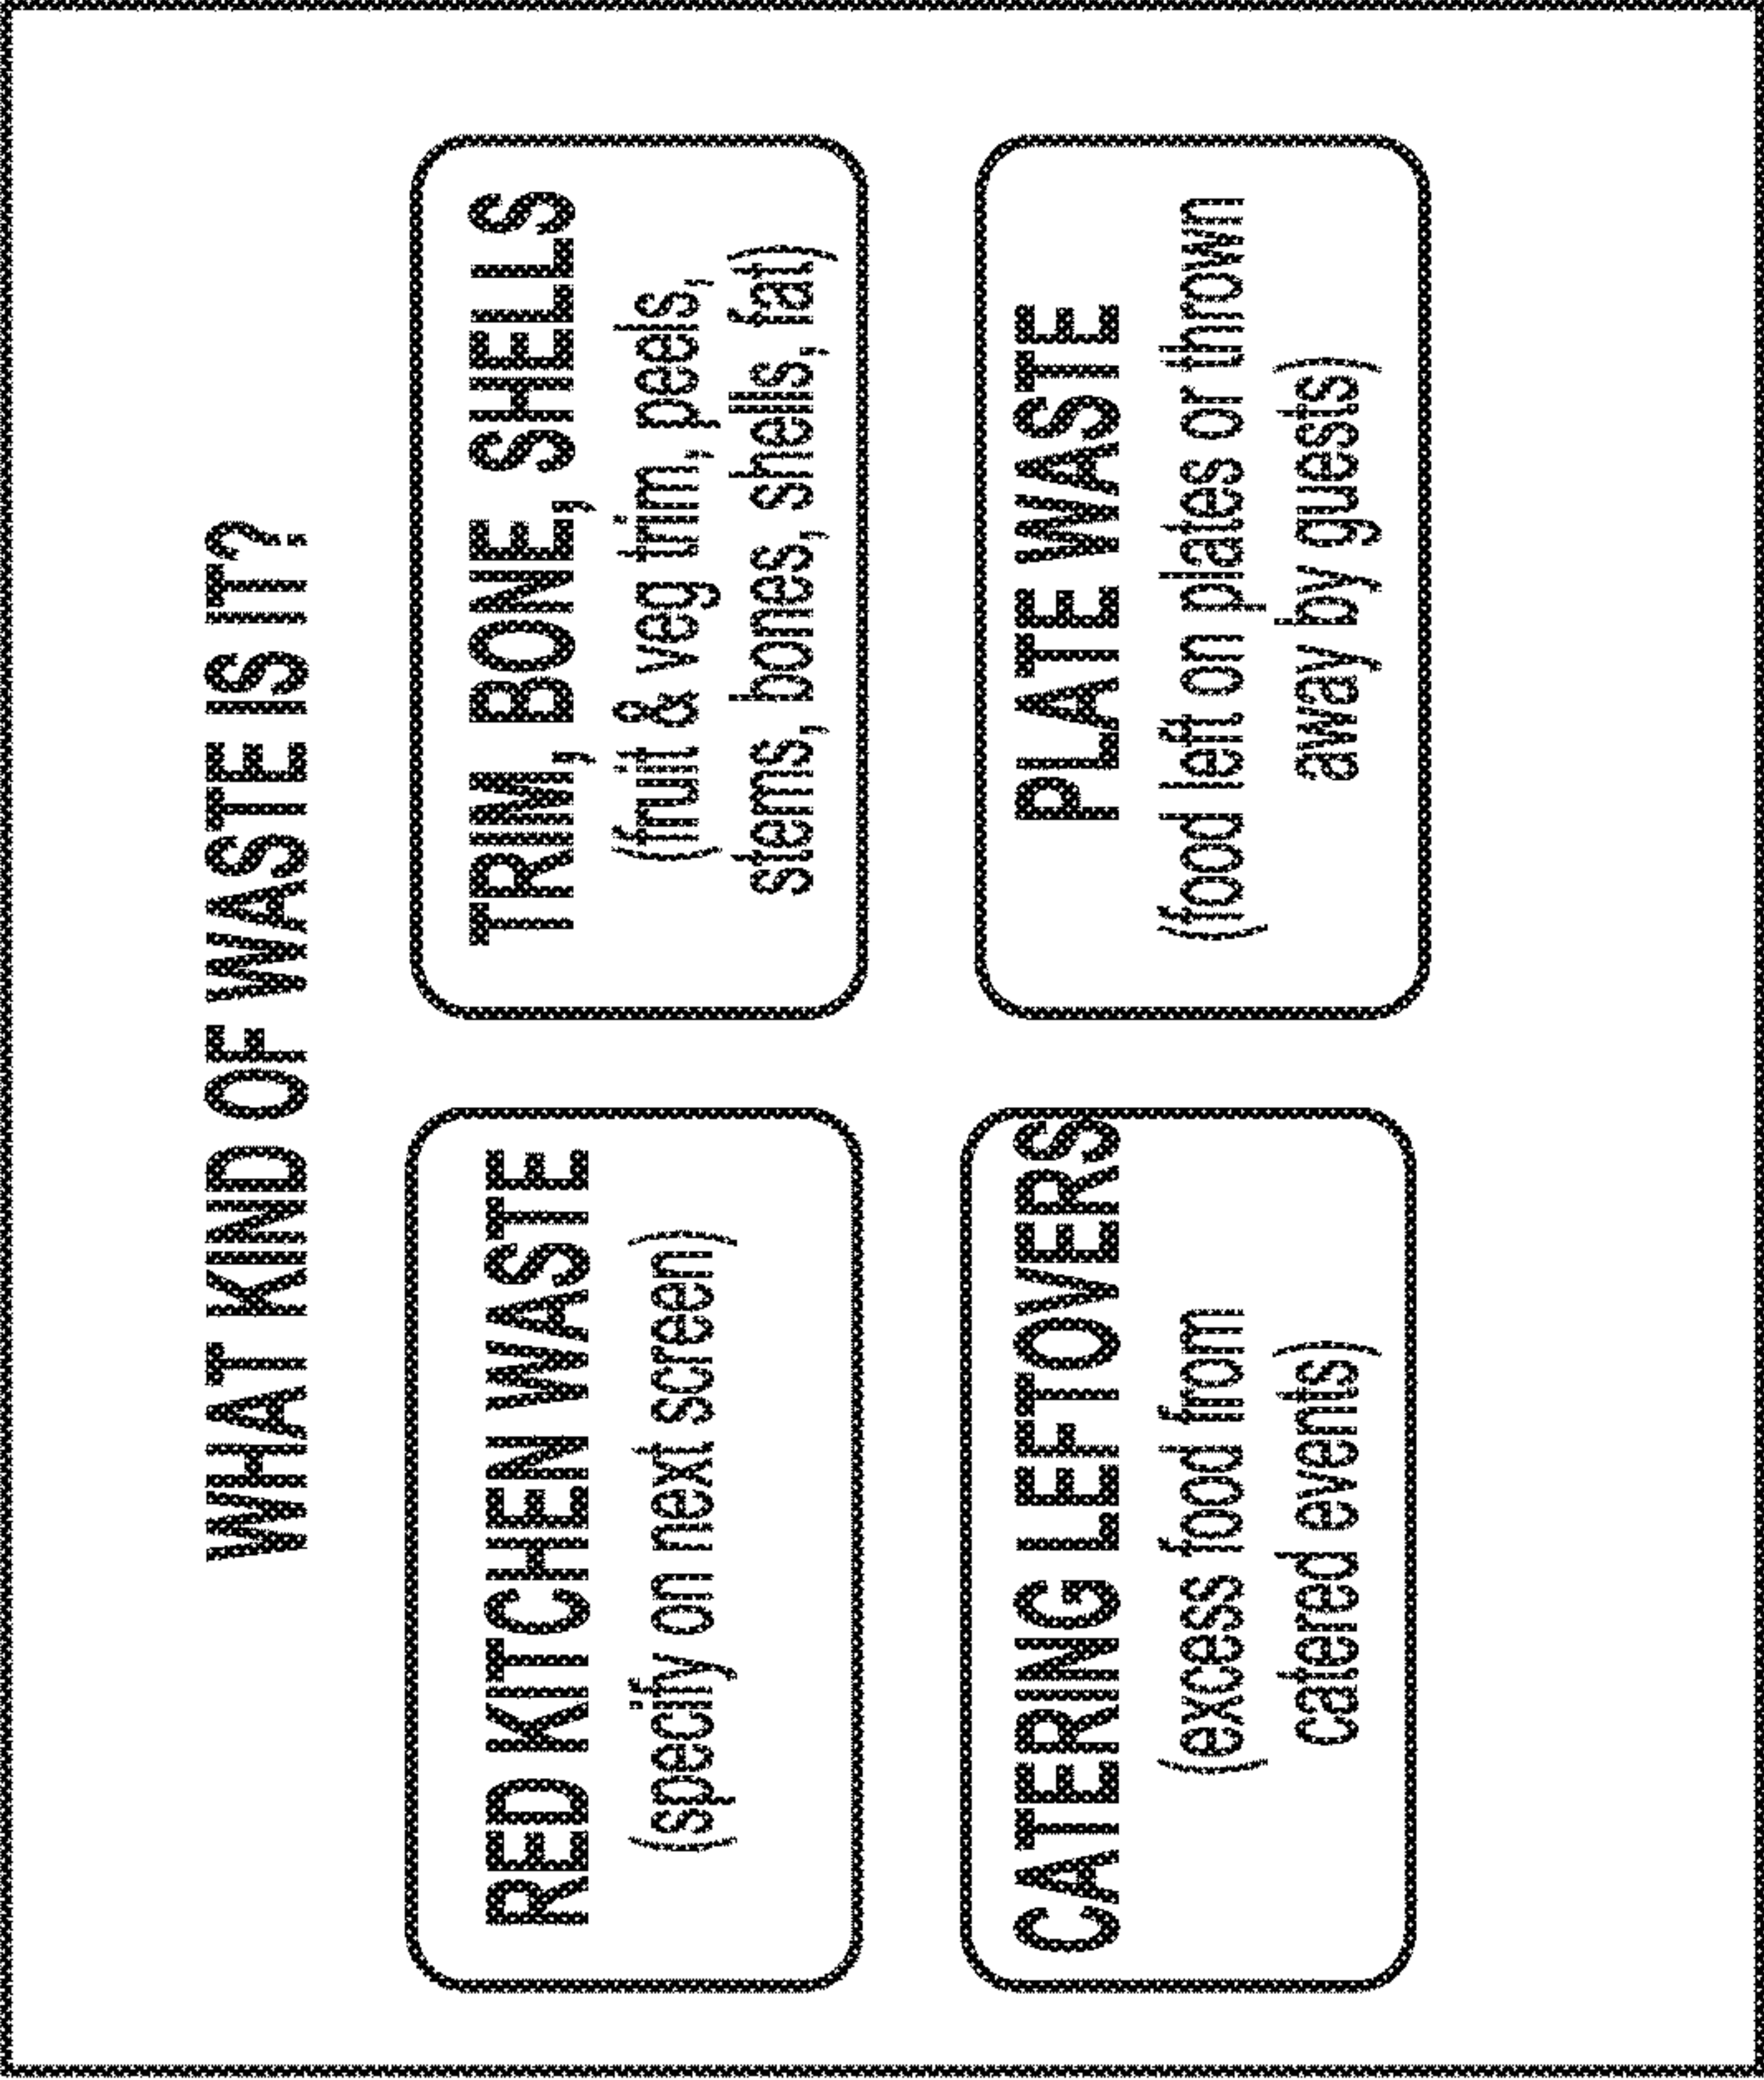 WHAT KIND OF WASTE IS IT?
RED KITCHEN WASTE
(specify on next screen)
TRIM, BONE, SHELLS
(fruit & veg trim, peels,
stems, bones, shells, fat)
CATERING LEFTOVERS
(excess food from
catered events)
PLATE WASTE
(food left on plates or thrown
away by guests)